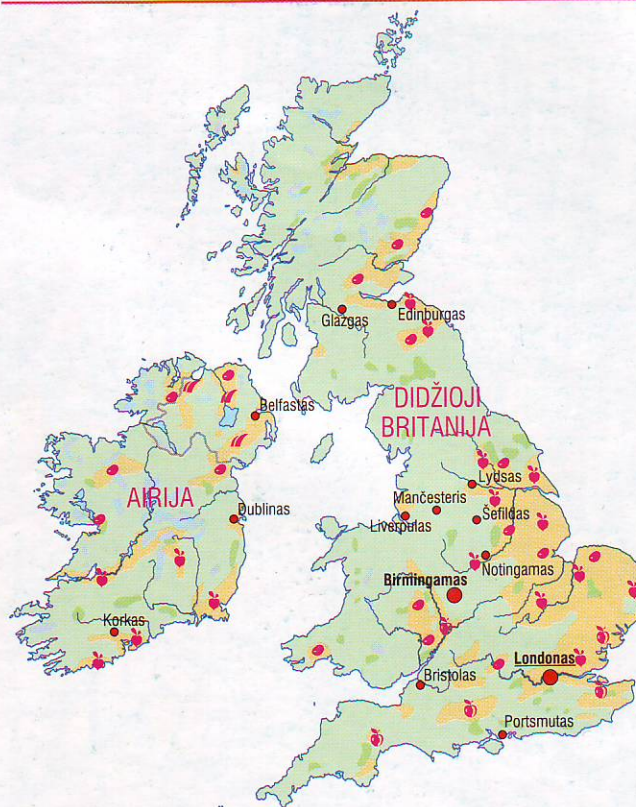 Glazgas
Edinburgas
DIDŽIOJI
BRITANIJA
Belfastas
Lydsas
AIRIJA
Mančesteris
Dublinas
Šefildas
Liverpulas
Notingamas
Birmingamas
Korkas
Bristolas
Londonas
Portsmutas